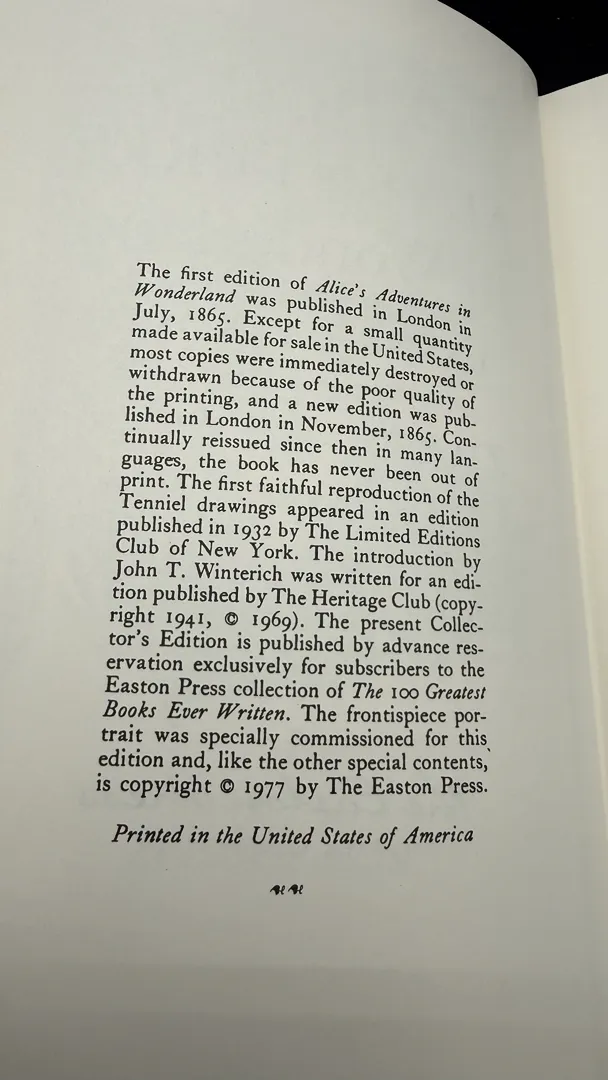 The first edition of Alice's Adventures in
Wonderland was published in London in
July, 1865. Except for a small quantity
made available for sale in the United States,
most copies were immediately destroyed or
withdrawn because of the poor quality of
the printing, and a new edition was pub-
lished in London in November, 1865. Con-
tinually reissued since then in many lan-
guages, the book has never been out of
print. The first faithful reproduction of the
Tenniel drawings appeared in an edition
published in 1932 by The Limited Editions
Club of New York. The introduction by
John T. Winterich was written for an edi-
tion published by The Heritage Club (copy-
right 1941, © 1969). The present Collec-
tor's Edition is published by advance res-
ervation exclusively for subscribers to the
Easton Press collection of The 100 Greatest
Books Ever Written. The frontispiece por-
trait was specially commissioned for this
edition and, like the other special contents,
is copyright © 1977 by The Easton Press.
Printed in the United States of America